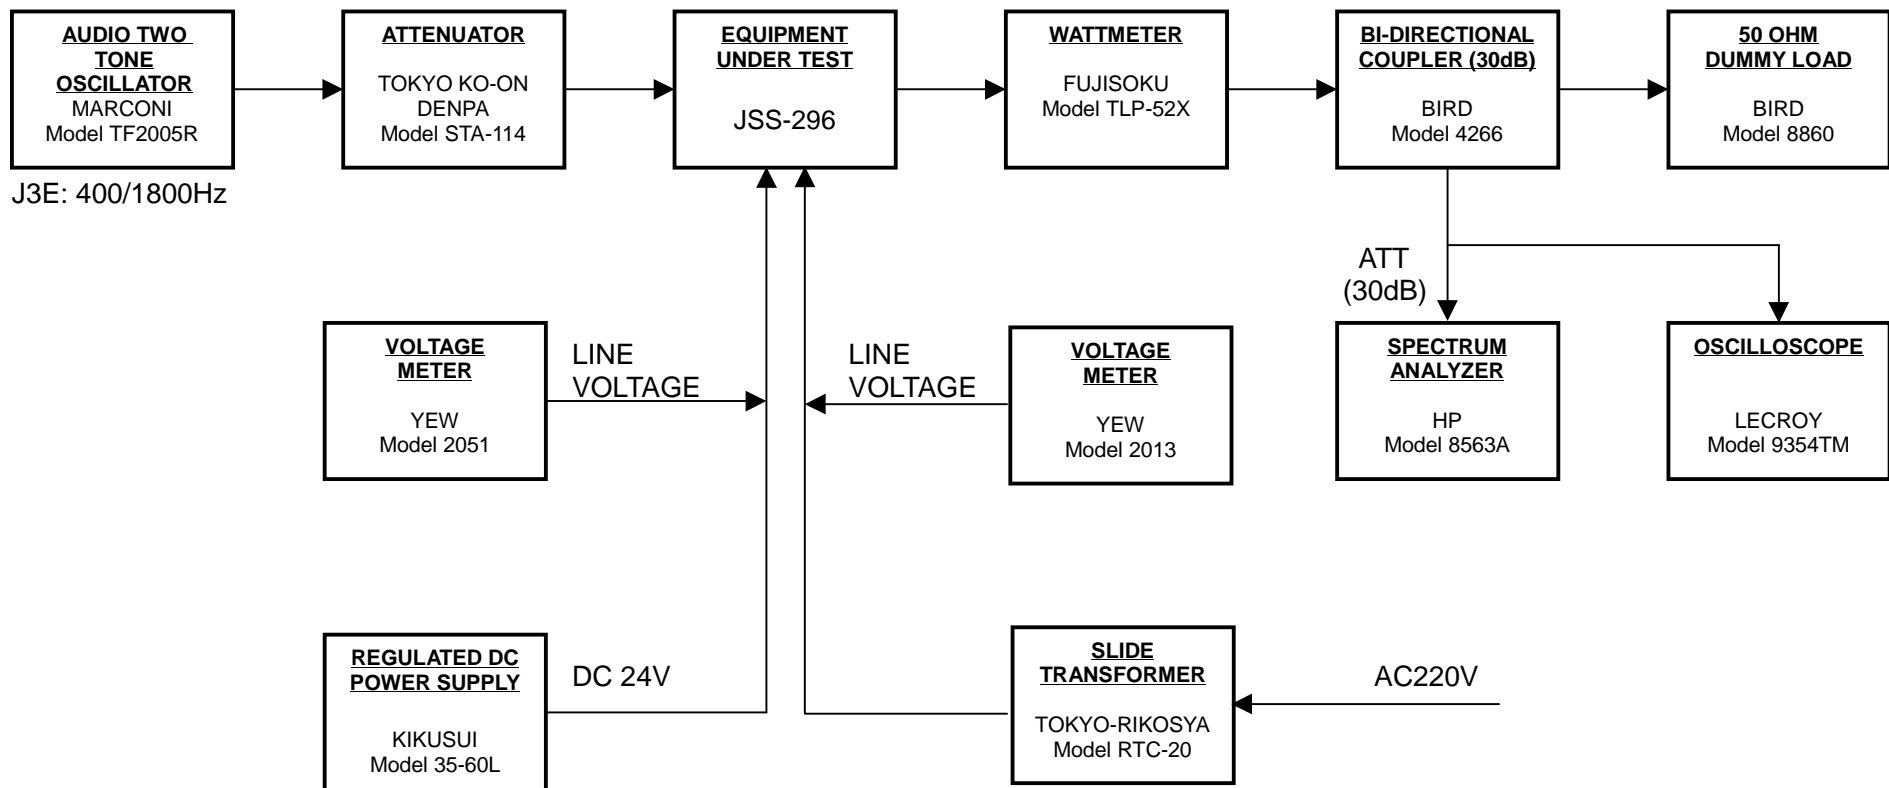 AUDIO TWO
TONE
OSCILLATOR
MARCONI
Model TF2005R
J3E: 400/1800Hz
ATTENUATOR
TOKYO KO-ON
DENPA
Model STA-114
EQUIPMENT
UNDER TEST
JSS-296
WATTMETER
FUJISOKU
Model TLP-52X
BI-DIRECTIONAL
COUPLER (30dB)
BIRD
Model 4266
50 OHM
DUMMY LOAD
BIRD
Model 8860
ATT
(30dB)
VOLTAGE
METER
YEW
Model 2051
LINE
VOLTAGE
LINE
VOLTAGE
VOLTAGE
METER
YEW
Model 2013
SPECTRUM
ANALYZER
HP
Model 8563A
OSCILLOSCOPE
LECROY
Model 9354TM
REGULATED DC
POWER SUPPLY
KIKUSUI
Model 35-60L
DC 24V
SLIDE
TRANSFORMER
TOKYO-RIKOSYA
Model RTC-20
AC220V